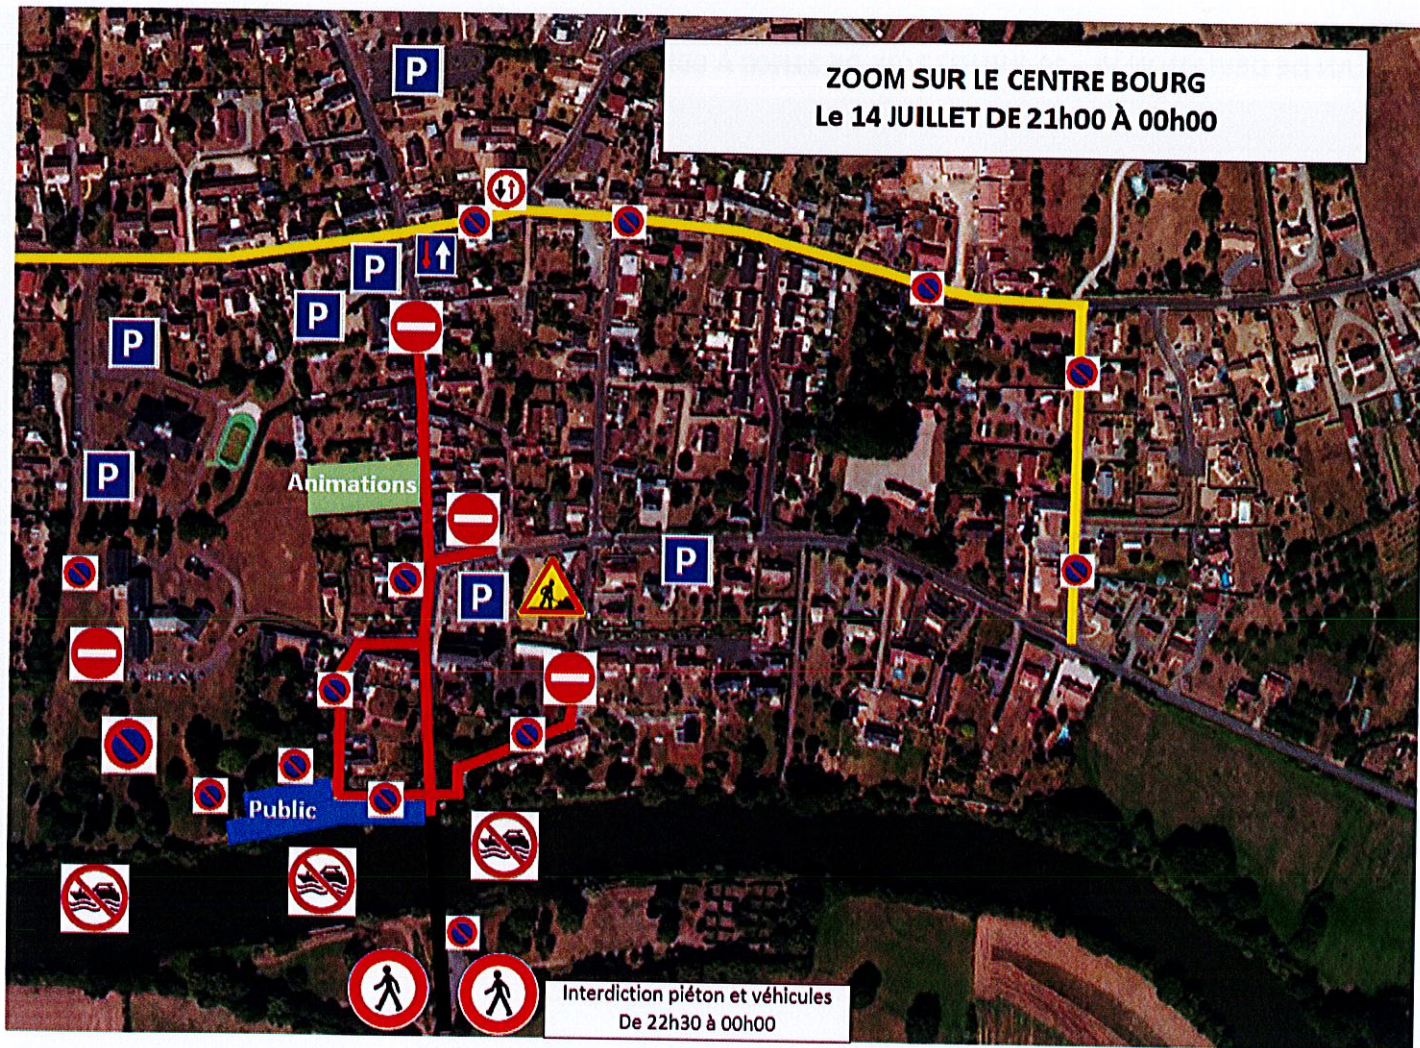 ZOOM SUR LE CENTRE BOURG
Le 14 JUILLET DE 21h00 À 00h00
P
P
P
P
Animations
P
P
P
Public
Interdiction piéton et véhicules
De 22h30 à 00h00